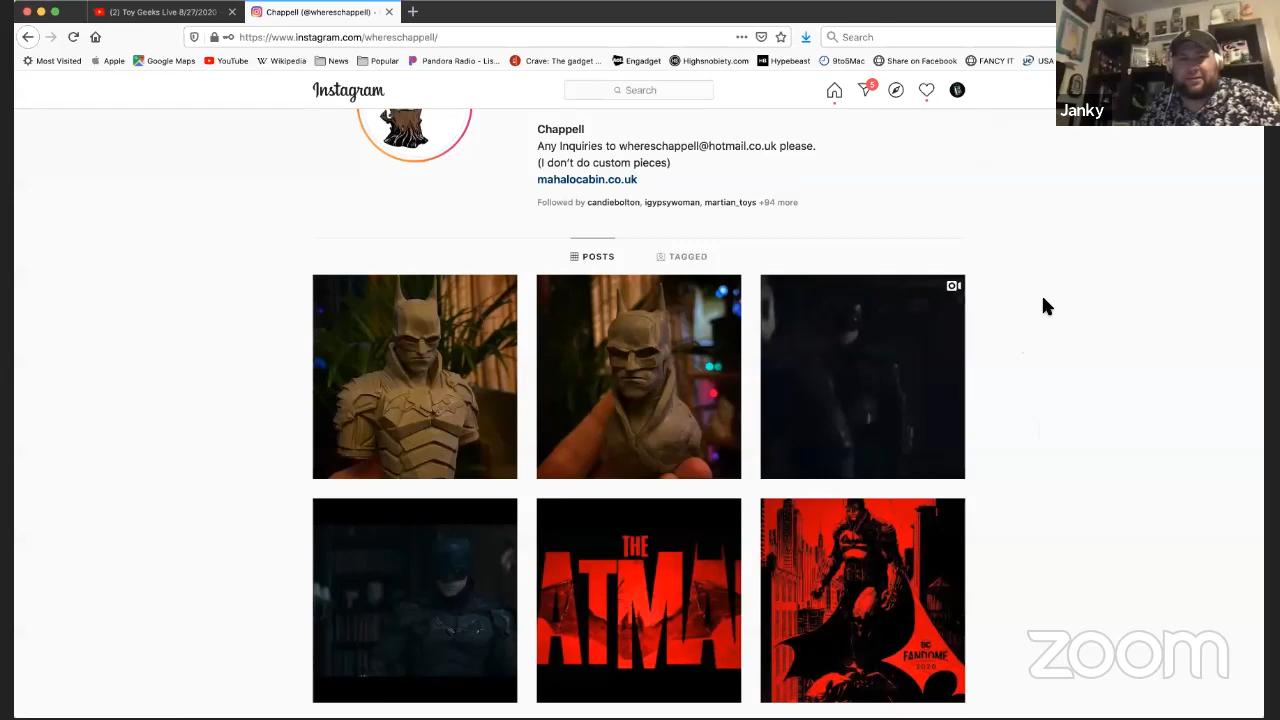 (2) Toy Geeks Live 8/27/2020
Chappell (@whereschappell) •
https://www.instagram.com/whereschappell/
Search
Most Visited
Apple
Google Maps
YouTube
Wikipedia
News
Popular
Pandora Radio - Lis...
Crave: The gadget ...
Engadget
Highsnobiety.com
Hypebeast
9to5Mac
Share on Facebook
FANCY IT
USA
Janky
Instagram
Search
5
Chappell
Any Inquiries to whereschappell@hotmail.co.uk please.
(I don't do custom pieces)
mahalocabin.co.uk
Followed by candiebolton, igypsywoman, martian_toys +94 more
POSTS
TAGGED
THE
ATMA
DC
FANDOME
2020
zoom